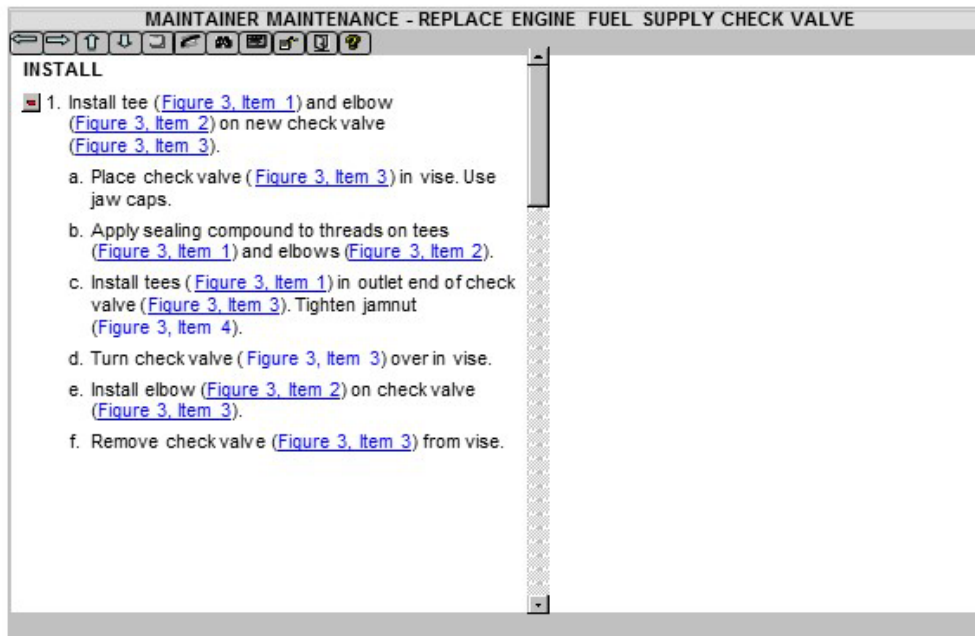 MAINTAINER MAINTENANCE - REPLACE ENGINE FUEL SUPPLY CHECK VALVE
INSTALL
1. Install tee (Figure 3, Item 1) and elbow
(Figure 3, Item 2) on new check valve
(Figure 3, Item 3).
a. Place check valve (Figure 3, Item 3) in vise. Use
jaw caps.
b. Apply sealing compound to threads on tees
(Figure 3, Item 1) and elbows (Figure 3, Item 2).
c. Install tees (Figure 3, Item 1) in outlet end of check
valve (Figure 3, Item 3). Tighten jamnut
(Figure 3, Item 4).
d. Turn check valve (Figure 3, Item 3) over in vise.
e. Install elbow (Figure 3, Item 2) on check valve
(Figure 3, Item 3).
f. Remove check valve (Figure 3, Item 3) from vise.